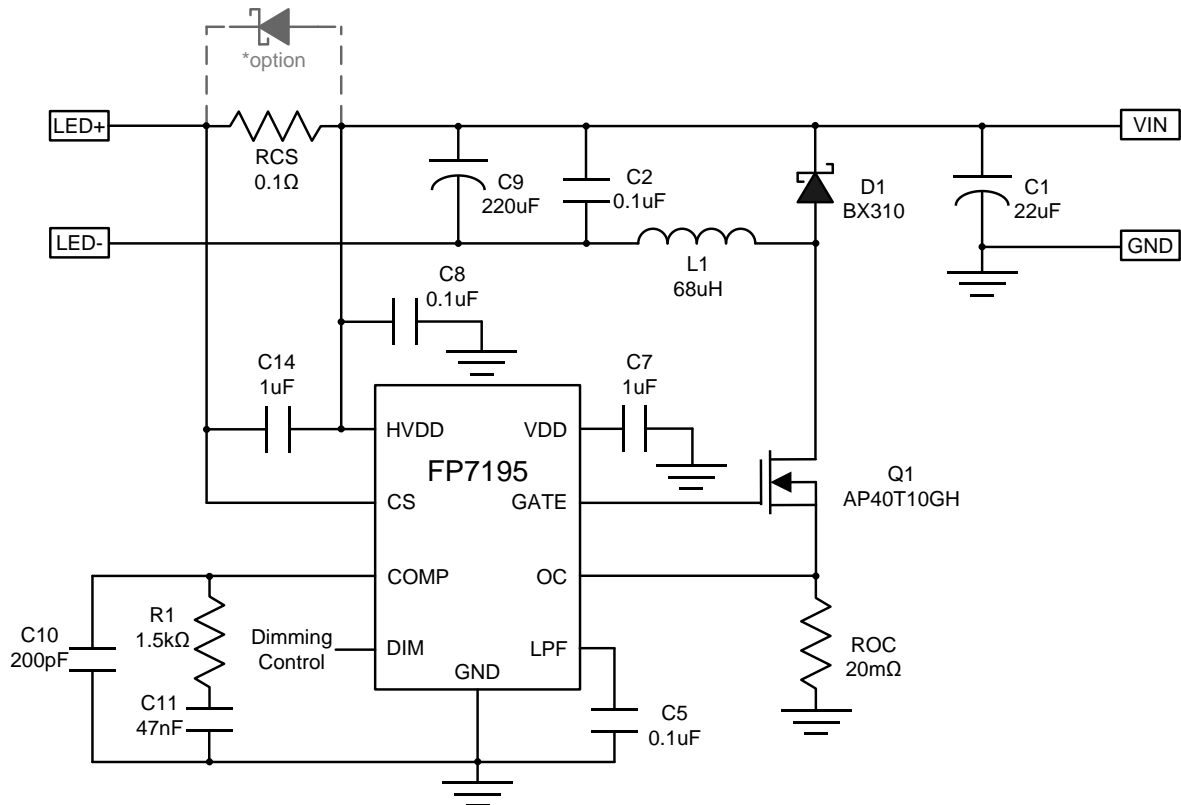 *option
LED+
VIN
RCS
0.1Ω
C9
220uF
C2
0.1uF
D1
BX310
C1
22uF
LED-
GND
L1
68uH
C8
0.1uF
C14
1uF
C7
1uF
HVDD
VDD
FP7195
Q1
AP40T10GH
CS
GATE
COMP
OC
R1
1.5kΩ
C10
200pF
Dimming
Control
DIM
LPF
ROC
20mΩ
GND
C11
47nF
C5
0.1uF